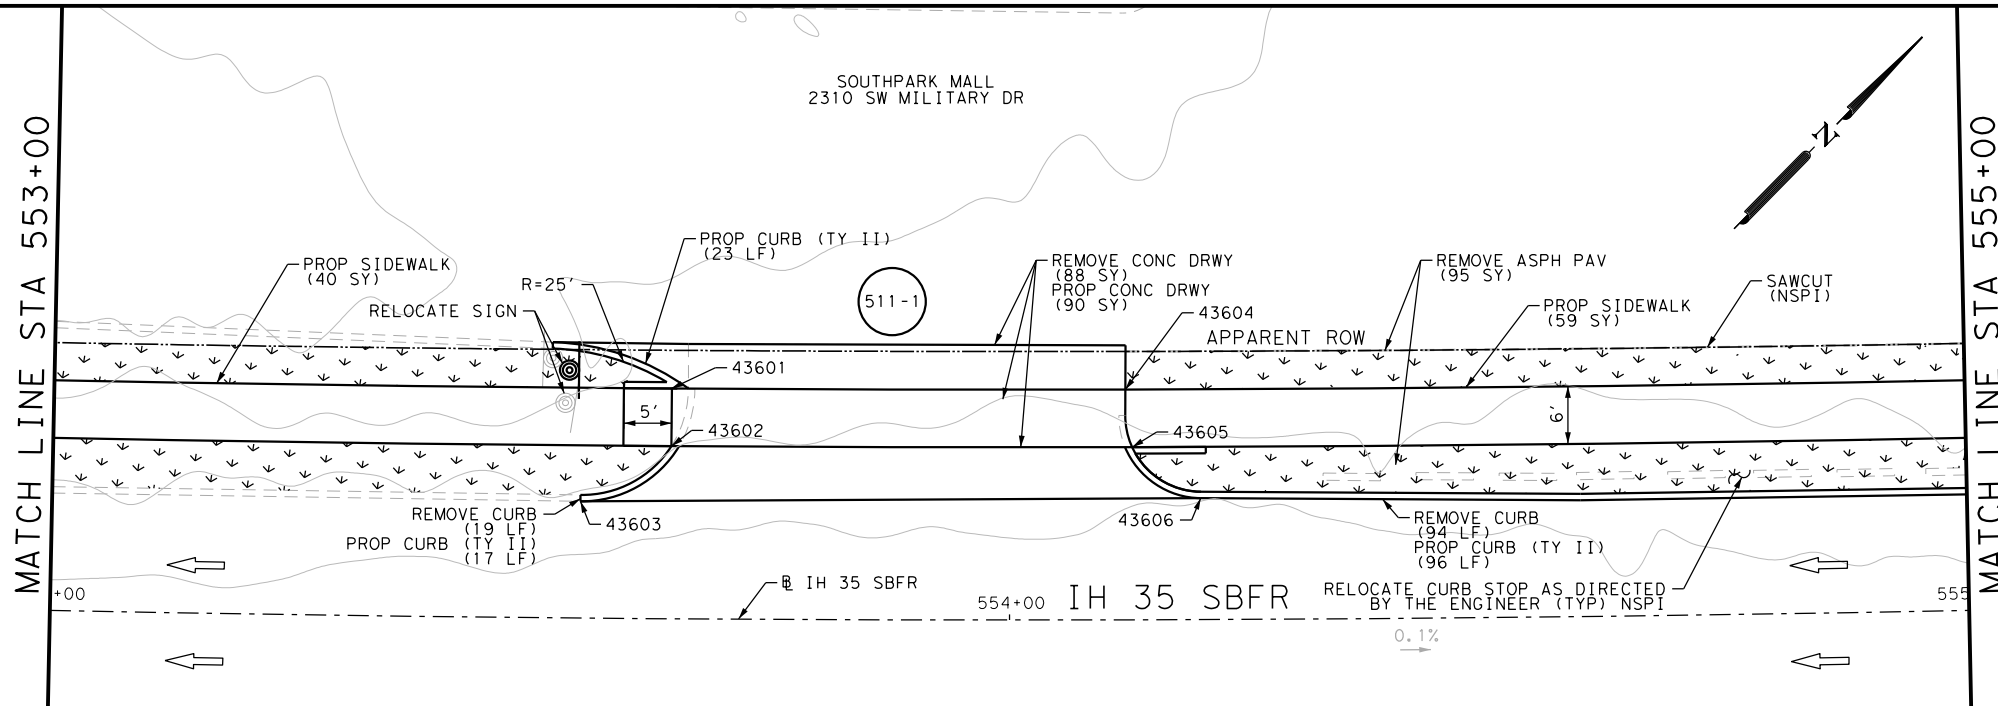 SOUTHPARK MALL
2310 SW MILITARY DR
N
MATCH LINE STA 553+00
MATCH LINE STA 555+00
PROP SIDEWALK
(40 SY)
R=25'
RELOCATE SIGN
PROP CURB (TY II)
(23 LF)
511-1
REMOVE CONC DRWY
(88 SY)
PROP CONC DRWY
(90 SY)
43604
APPARENT ROW
REMOVE ASPH PAV
(95 SY)
PROP SIDEWALK
(59 SY)
SAWCUT
(NSPI)
43601
5'
43602
43605
6'
REMOVE CURB
(19 LF)
PROP CURB (TY II)
(17 LF)
43603
43606
REMOVE CURB
(94 LF)
PROP CURB (TY II)
(96 LF)
RELOCATE CURB STOP AS DIRECTED
BY THE ENGINEER (TYP) NSPI
+00
℄ IH 35 SBFR
554+00
IH 35 SBFR
555
0.1%